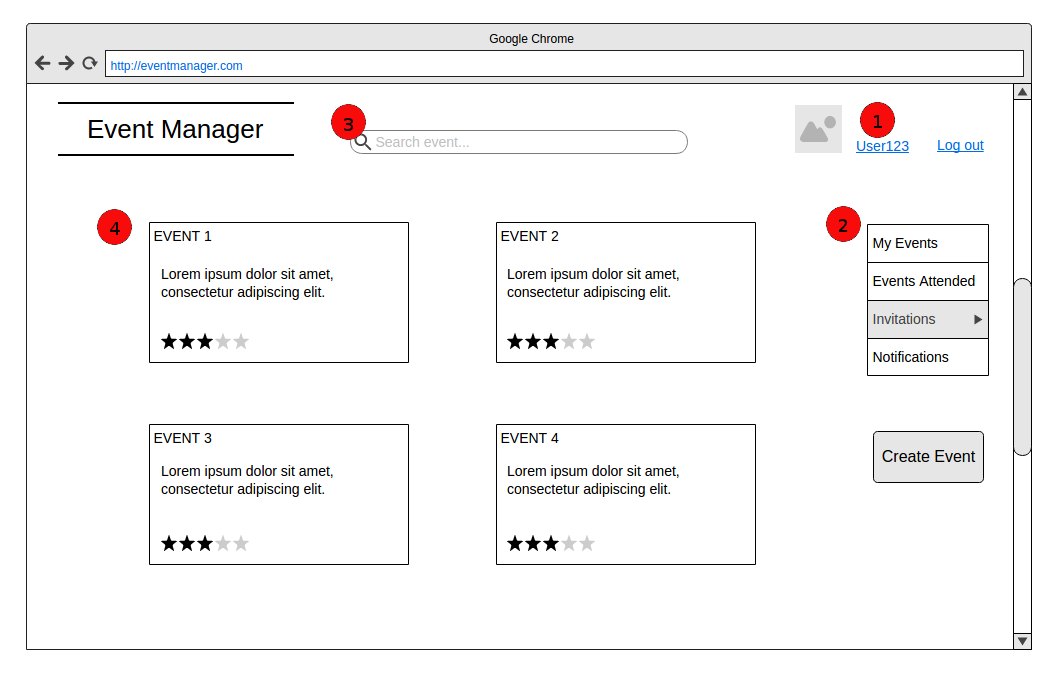 Google Chrome
http://eventmanager.com
Event Manager
3
Search event...
1
User123
Log out
4
EVENT 1
Lorem ipsum dolor sit amet,
consectetur adipiscing elit.
EVENT 2
Lorem ipsum dolor sit amet,
consectetur adipiscing elit.
2
My Events
Events Attended
Invitations
Notifications
EVENT 3
Lorem ipsum dolor sit amet,
consectetur adipiscing elit.
EVENT 4
Lorem ipsum dolor sit amet,
consectetur adipiscing elit.
Create Event